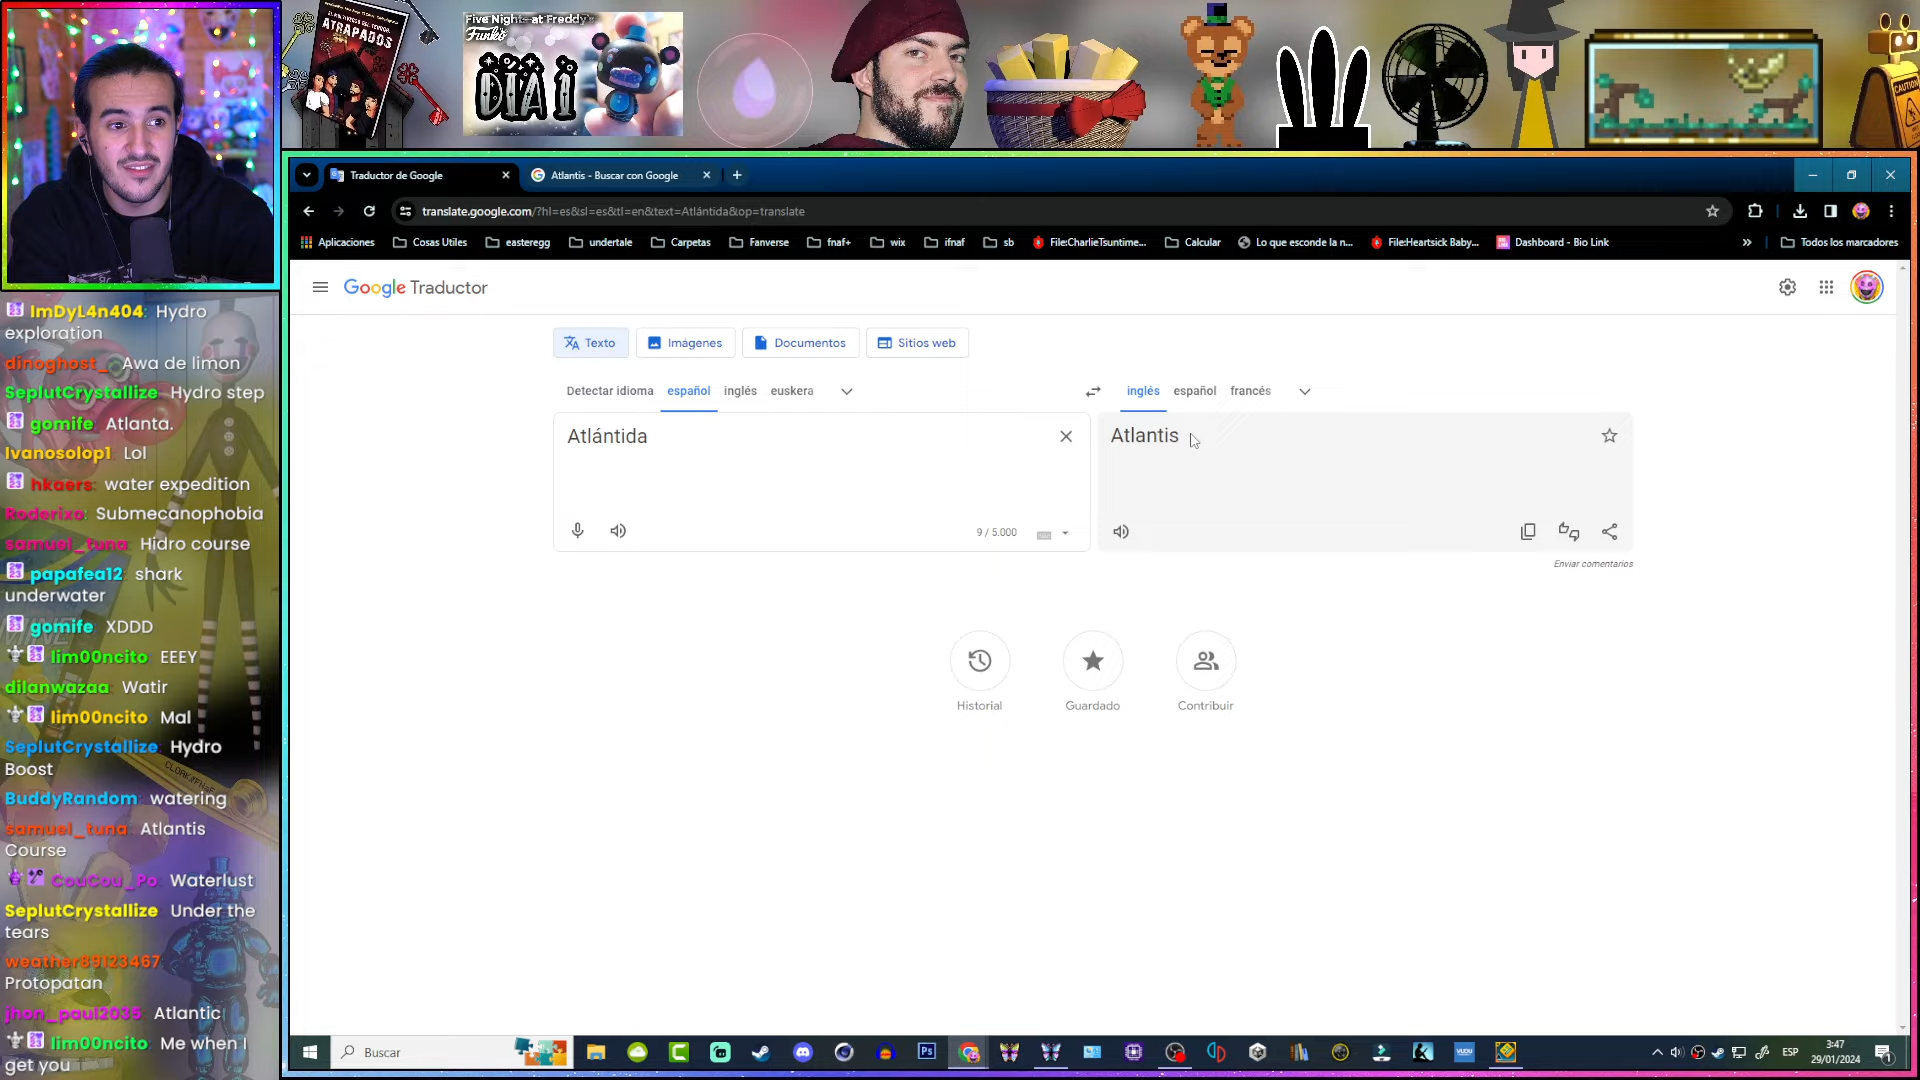 ATRAPADOS
Five Nights at Freddy's
Funko
DÍA 1
CAUTION
Traductor de Google
Atlantis - Buscar con Google
translate.google.com/?hl=es&sl=es&tl=en&text=Atlántida&op=translate
Aplicaciones
Cosas Utiles
easteregg
undertale
Carpetas
Fanverse
fnaf+
wix
ifnaf
sb
File:CharlieTsuntime...
Calcular
Lo que esconde la n...
File:Heartsick Baby...
Dashboard - Bio Link
»
Todos los marcadores
Google Traductor
Texto
Imágenes
Documentos
Sitios web
Detectar idioma
español
inglés
euskera
inglés
español
francés
Atlántida
Atlantis
9 / 5.000
Enviar comentarios
Historial
Guardado
Contribuir
ImDyL4n404: Hydro
exploration
dinoghost_: Awa de limon
SeplutCrystallize: Hydro step
gomife: Atlanta.
Ivanosolop1: Lol
hkaers: water expedition
Roderixo: Submecanophobia
samuel_tuna: Hidro course
papafea12: shark
underwater
gomife: XDDD
lim00ncito: EEEY
dilanwazaa: Watir
lim00ncito: Mal
SeplutCrystallize: Hydro
Boost
BuddyRandom: watering
samuel_tuna: Atlantis
Course
CouCou_Po: Waterlust
SeplutCrystallize: Under the
tears
weather89123467:
Protopatan
jhon_paul2035: Atlantic
lim00ncito: Me when I
get you
Buscar
Ps
VUDU
ESP
3:47
29/01/2024